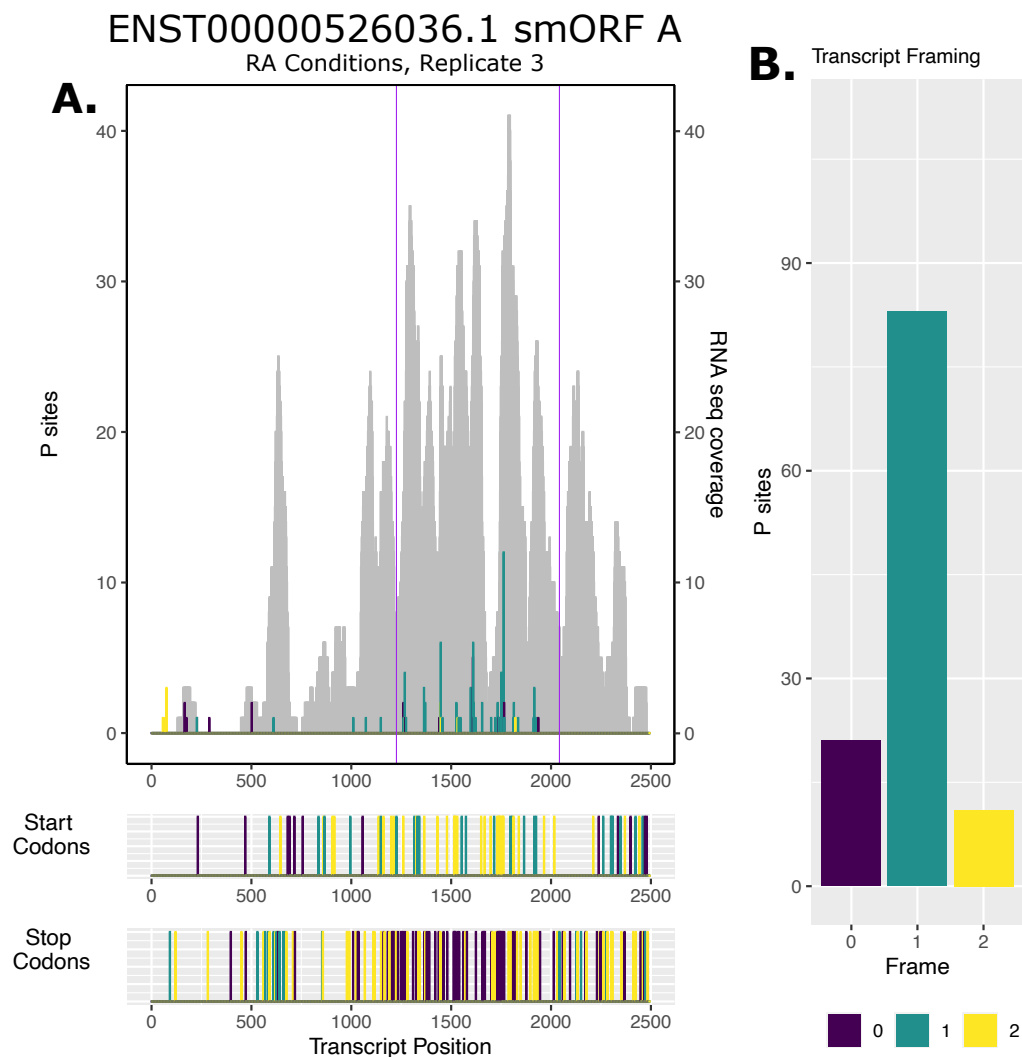 ENST00000526036.1 smORF A
RA Conditions, Replicate 3
A.
B.
Transcript Framing
40
30
20
10
0
P sites
40
30
20
10
0
RNA seq coverage
0 500 1000 1500 2000 2500
Start
Codons
0 500 1000 1500 2000 2500
Stop
Codons
0 500 1000 1500 2000 2500
Transcript Position
90
60
30
0
P sites
0 1 2
Frame
0 1 2